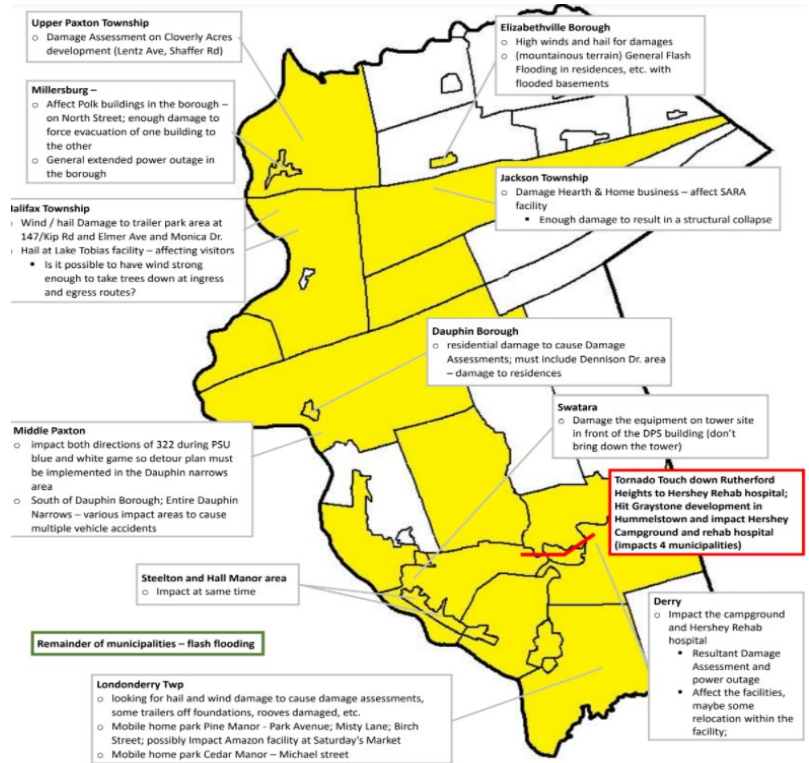 Upper Paxton Township
o Damage Assessment on Cloverly Acres
development (Lentz Ave, Shaffer Rd)
Elizabethville Borough
o High winds and hail for damages
o (mountainous terrain) General Flash
Flooding in residences, etc. with
flooded basements
Millersburg –
o Affect Polk buildings in the borough –
on North Street; enough damage to
force evacuation of one building to
the other
o General extended power outage in
the borough
Jackson Township
o Damage Hearth & Home business – affect SARA
facility
▪ Enough damage to result in a structural collapse
Halifax Township
o Wind / hail Damage to trailer park area at
147/Kip Rd and Elmer Ave and Monica Dr.
o Hail at Lake Tobias facility – affecting visitors
▪ Is it possible to have wind strong
enough to take trees down at ingress
and egress routes?
Dauphin Borough
o residential damage to cause Damage
Assessments; must include Dennison Dr. area
– damage to residences
Swatara
o Damage the equipment on tower site
in front of the DPS building (don't
bring down the tower)
Middle Paxton
o impact both directions of 322 during PSU
blue and white game so detour plan must
be implemented in the Dauphin narrows
area
o South of Dauphin Borough; Entire Dauphin
Narrows – various impact areas to cause
multiple vehicle accidents
Tornado Touch down Rutherford
Heights to Hershey Rehab hospital;
Hit Graystone development in
Hummelstown and impact Hershey
Campground and rehab hospital
(impacts 4 municipalities)
Steelton and Hall Manor area
o Impact at same time
Derry
o Impact the campground
and Hershey Rehab
hospital
▪ Resultant Damage
Assessment and
power outage
▪ Affect the facilities,
maybe some
relocation within the
facility;
Remainder of municipalities – flash flooding
Londonderry Twp
o looking for hail and wind damage to cause damage assessments,
some trailers off foundations, rooves damaged, etc.
o Mobile home park Pine Manor - Park Avenue; Misty Lane; Birch
Street; possibly Impact Amazon facility at Saturday's Market
o Mobile home park Cedar Manor – Michael street